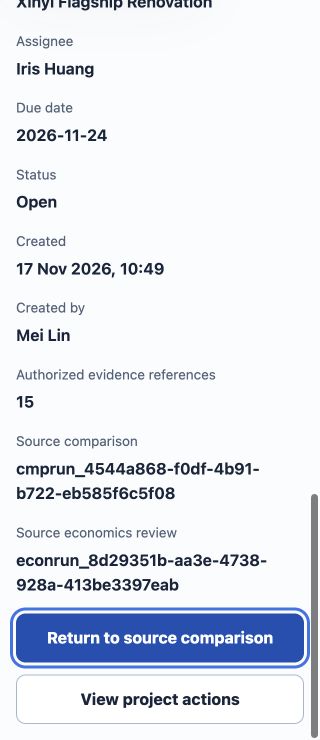 Xinyi Flagship Renovation
Assignee
Iris Huang
Due date
2026-11-24
Status
Open
Created
17 Nov 2026, 10:49
Created by
Mei Lin
Authorized evidence references
15
Source comparison
cmprun_4544a868-f0df-4b91-
b722-eb585f6c5f08
Source economics review
econrun_8d29351b-aa3e-4738-
928a-413be3397eab
Return to source comparison
View project actions